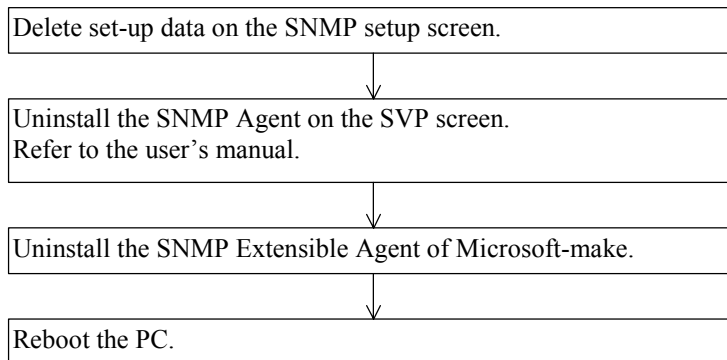 Delete set-up data on the SNMP setup screen.
Uninstall the SNMP Agent on the SVP screen.
Refer to the user’s manual.
Uninstall the SNMP Extensible Agent of Microsoft-make.
Reboot the PC.